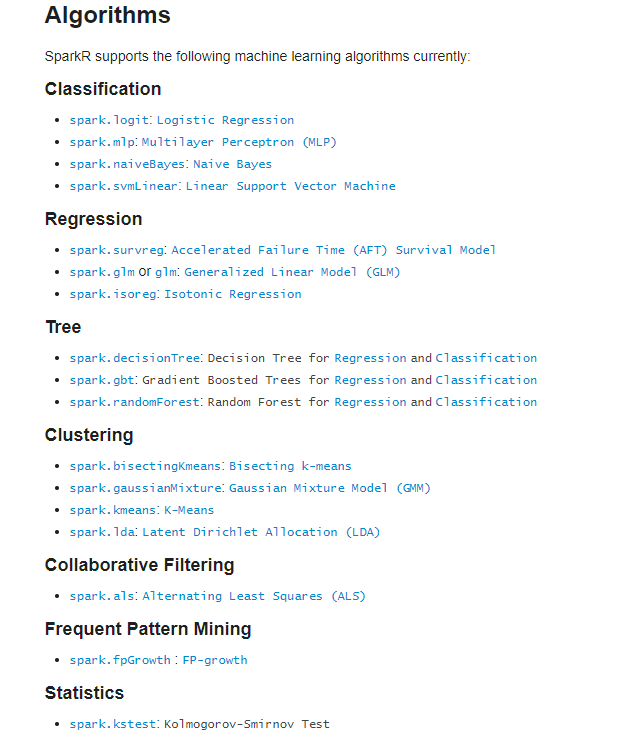 Algorithms
SparkR supports the following machine learning algorithms currently:
Classification
• spark.logit: Logistic Regression
• spark.mlp: Multilayer Perceptron (MLP)
• spark.naiveBayes: Naive Bayes
• spark.svmLinear: Linear Support Vector Machine
Regression
• spark.survreg: Accelerated Failure Time (AFT) Survival Model
• spark.glm or glm: Generalized Linear Model (GLM)
• spark.isoreg: Isotonic Regression
Tree
• spark.decisionTree: Decision Tree for Regression and Classification
• spark.gbt: Gradient Boosted Trees for Regression and Classification
• spark.randomForest: Random Forest for Regression and Classification
Clustering
• spark.bisectingKmeans: Bisecting k-means
• spark.gaussianMixture: Gaussian Mixture Model (GMM)
• spark.kmeans: K-Means
• spark.lda: Latent Dirichlet Allocation (LDA)
Collaborative Filtering
• spark.als: Alternating Least Squares (ALS)
Frequent Pattern Mining
• spark.fpGrowth : FP-growth
Statistics
• spark.kstest: Kolmogorov-Smirnov Test